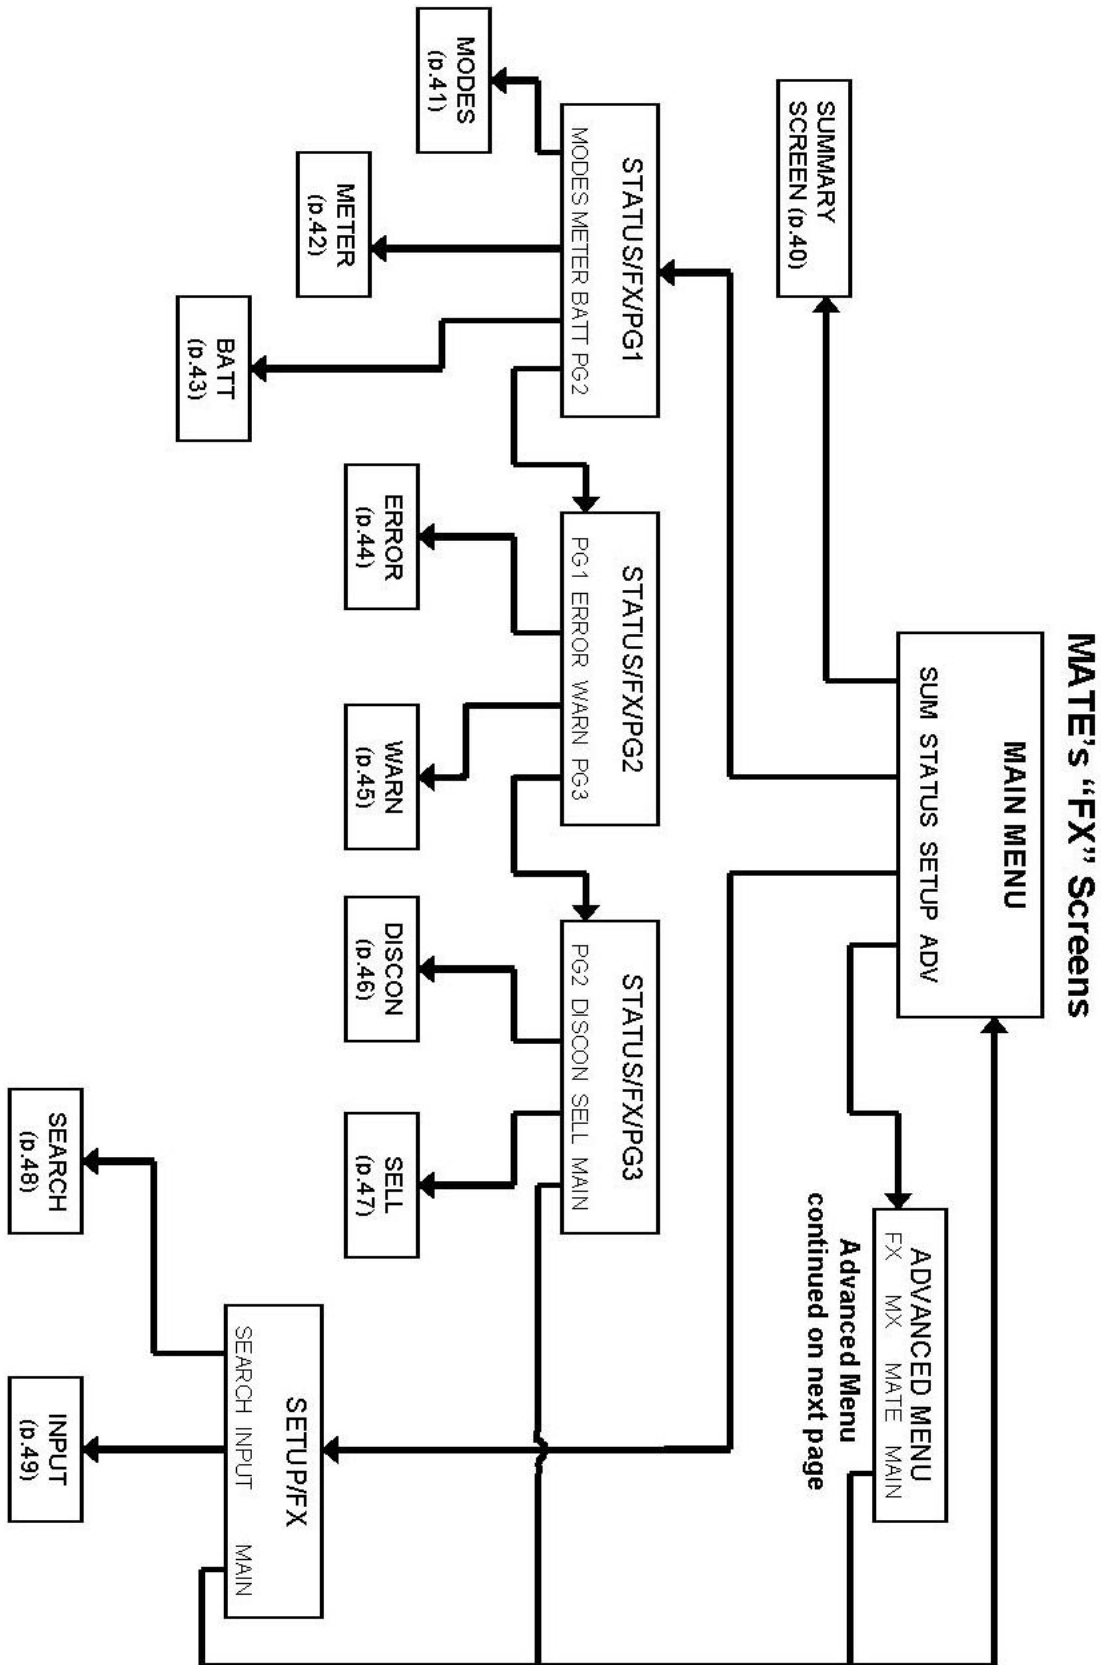 MATE's “FX” Screens
MAIN MENU
SUM STATUS SETUP ADV
SUMMARY
SCREEN (p.40)
ADVANCED MENU
FX MX MATE MAIN
Advanced Menu
continued on next page
STATUS/FX/PG1
MODES METER BATT PG2
STATUS/FX/PG2
PG1 ERROR WARN PG3
STATUS/FX/PG3
PG2 DISCON SELL MAIN
MODES
(p.41)
METER
(p.42)
BATT
(p.43)
ERROR
(p.44)
WARN
(p.45)
DISCON
(p.46)
SELL
(p.47)
SETUP/FX
SEARCH INPUT MAIN
SEARCH
(p.48)
INPUT
(p.49)